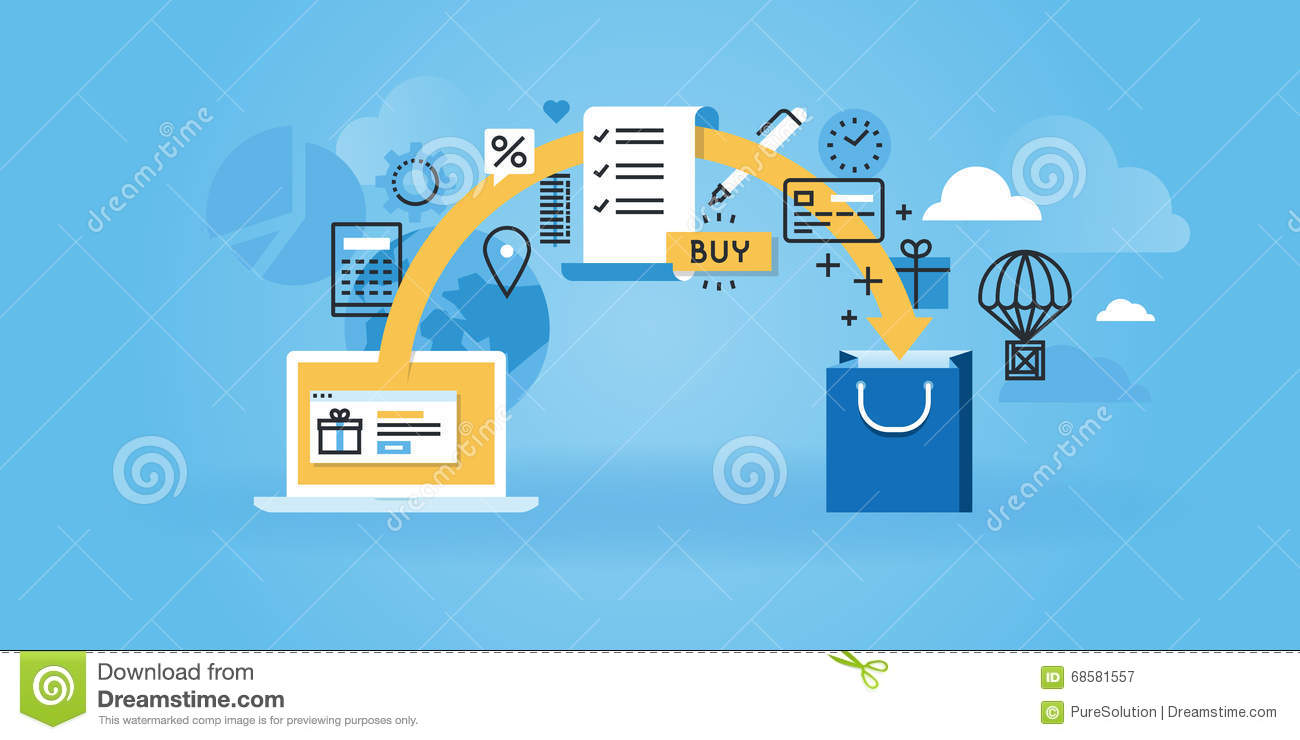 %
BUY
dreamstime
dreamstime
dreamstime
dreamstime
Download from
Dreamstime.com
This watermarked comp image is for previewing purposes only.
ID 68581557
© PureSolution | Dreamstime.com